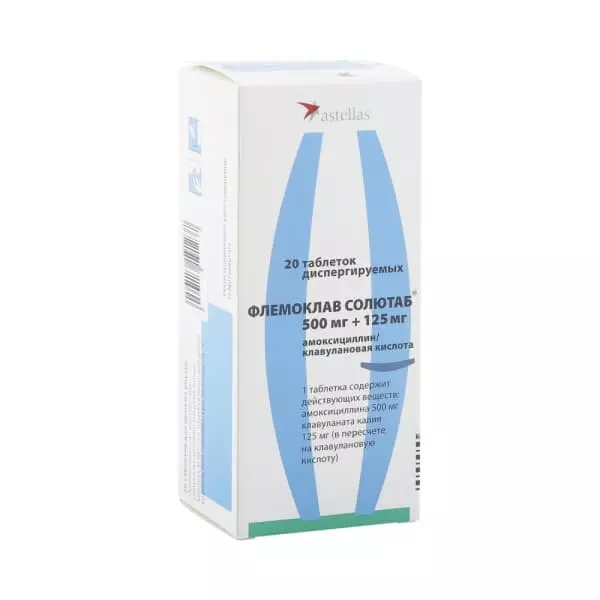 astellas
20 таблеток
диспергируемых
ФЛЕМОКЛАВ СОЛЮТАБ®
500 мг + 125 мг
амоксициллин/
клавулановая кислота
1 таблетка содержит
действующих веществ:
амоксициллина 500 мг
клавуланата калия
125 мг (в пересчете
на клавулановую
кислоту)